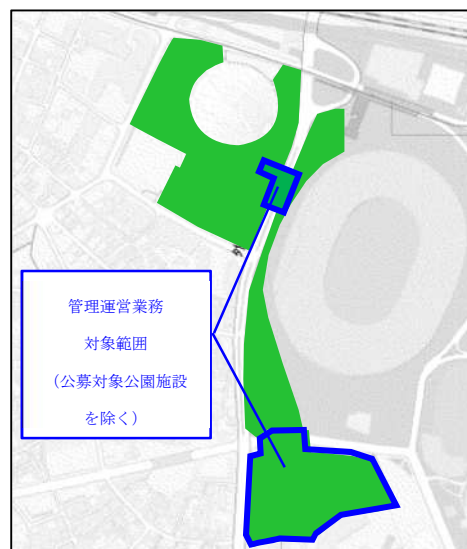 管理運営業務
対象範囲
（公募対象公園施設
を除く）